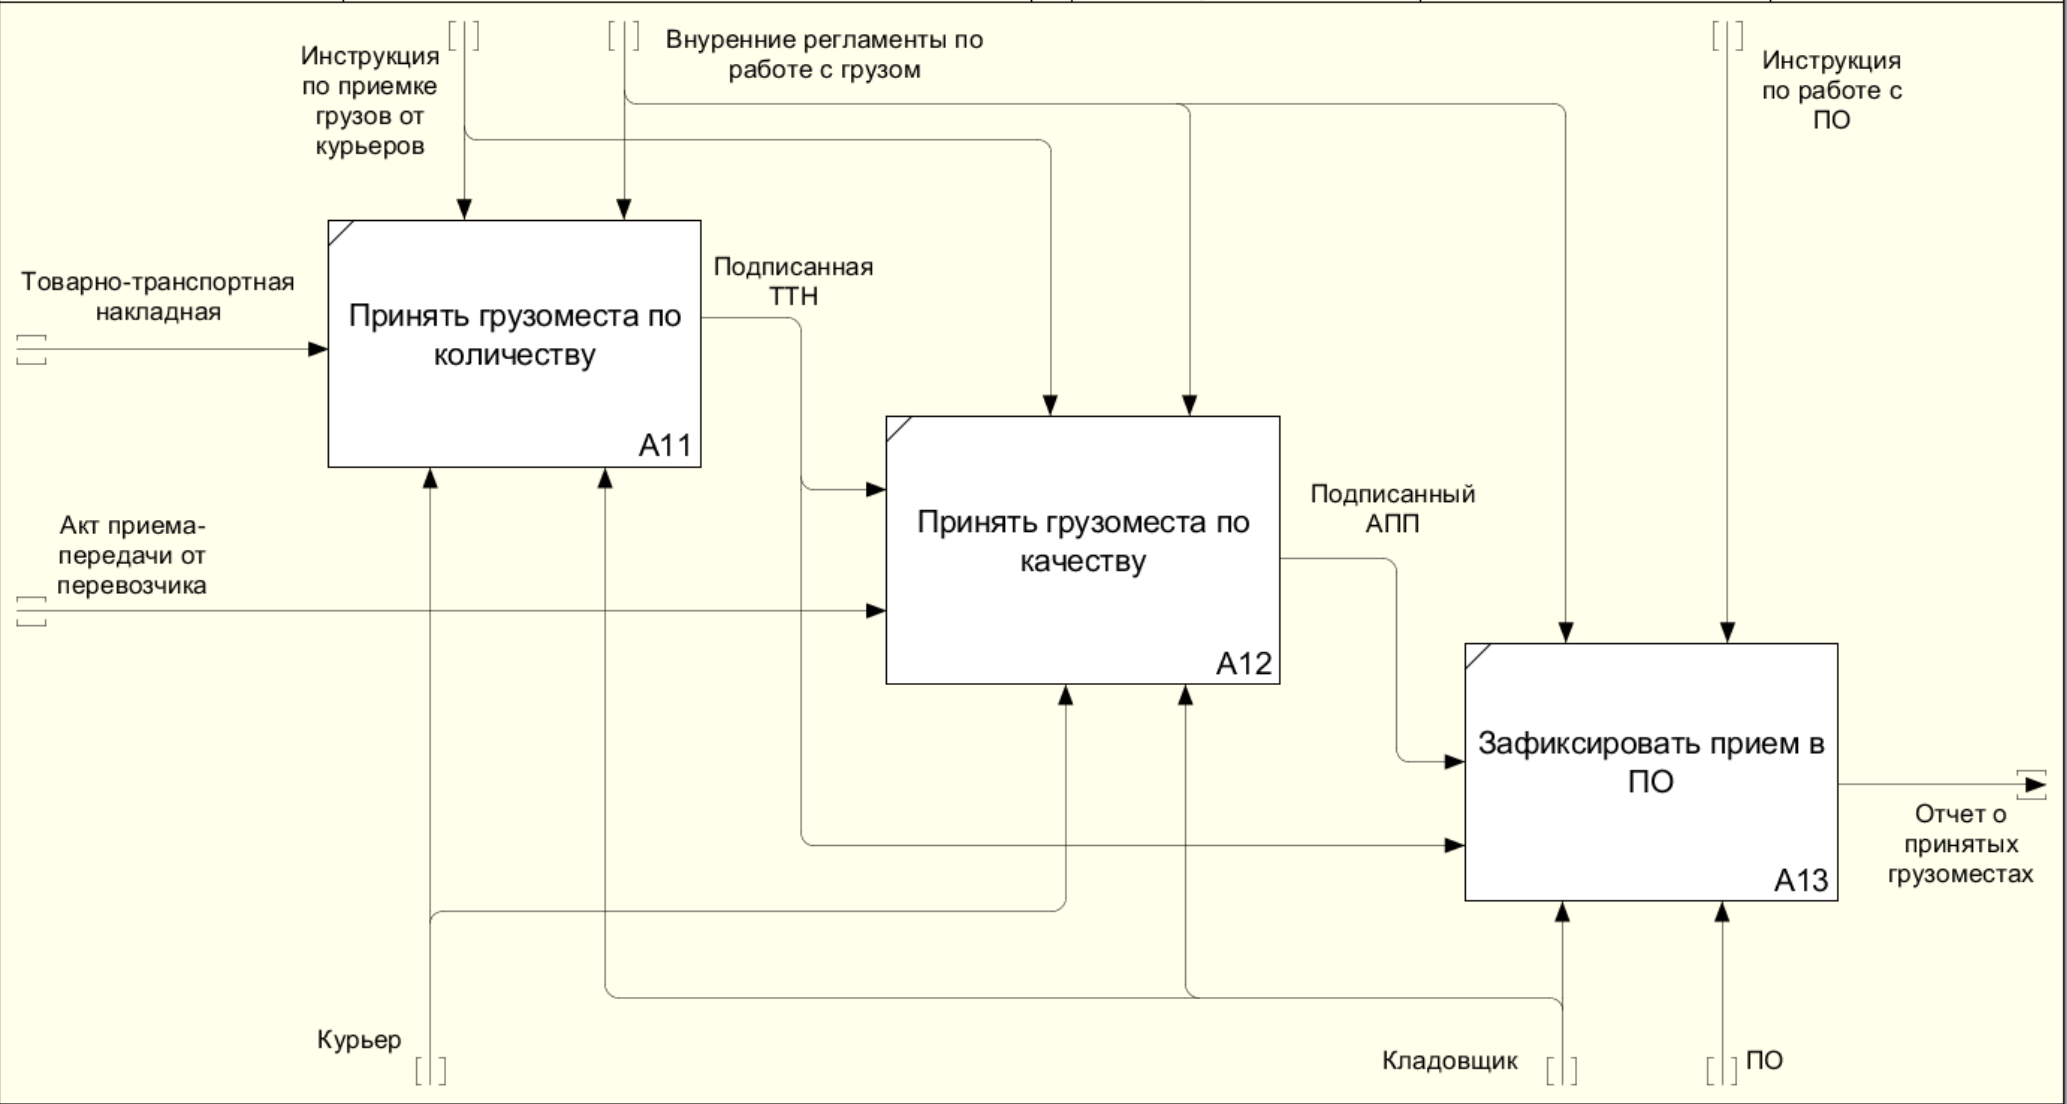 Инструкция
по приемке
грузов от
курьеров
Внуренние регламенты по
работе с грузом
Инструкция
по работе с
ПО
Товарно-транспортная
накладная
Принять грузоместа по
количеству
A11
Подписанная
ТТН
Акт приема-
передачи от
перевозчика
Принять грузоместа по
качеству
A12
Подписанный
АПП
Зафиксировать прием в
ПО
A13
Отчет о
принятых
грузоместах
Курьер
Кладовщик
ПО